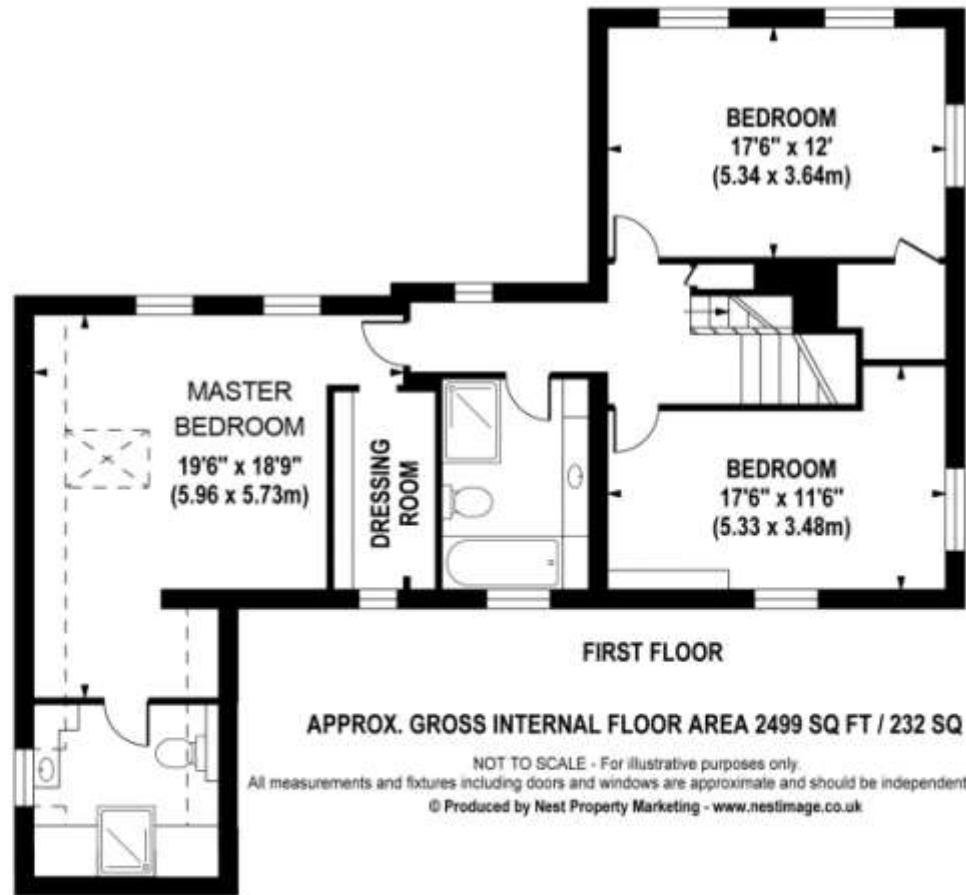 BEDROOM
17'6" x 12'
(5.34 x 3.64m)
MASTER
BEDROOM
19'6" x 18'9"
(5.96 x 5.73m)
DRESSING
ROOM
BEDROOM
17'6" x 11'6"
(5.33 x 3.48m)
FIRST FLOOR
APPROX. GROSS INTERNAL FLOOR AREA 2499 SQ FT / 232 SQ
NOT TO SCALE - For illustrative purposes only.
All measurements and fixtures including doors and windows are approximate and should be independent
© Produced by Nest Property Marketing - www.nestimage.co.uk